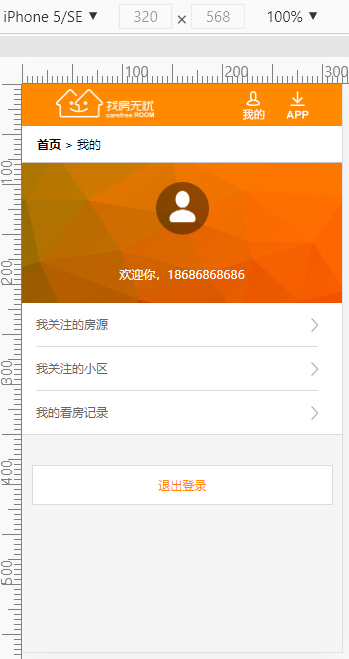 iPhone 5/SE ▼ 320 × 568 100% ▼
100 200 300
找房无忧
carefree ROOM
我的 APP
首页 > 我的
100
200
300
400
500
欢迎你，18686868686
我关注的房源
我关注的小区
我的看房记录
退出登录